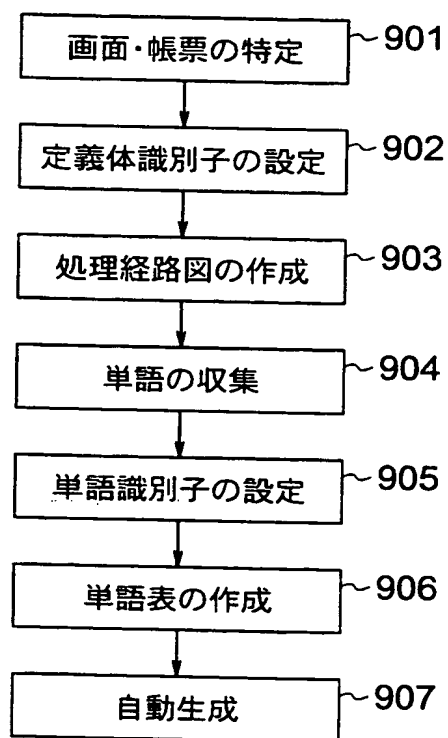 画面・帳票の特定 901
定義体識別子の設定 902
処理経路図の作成 903
単語の収集 904
単語識別子の設定 905
単語表の作成 906
自動生成 907